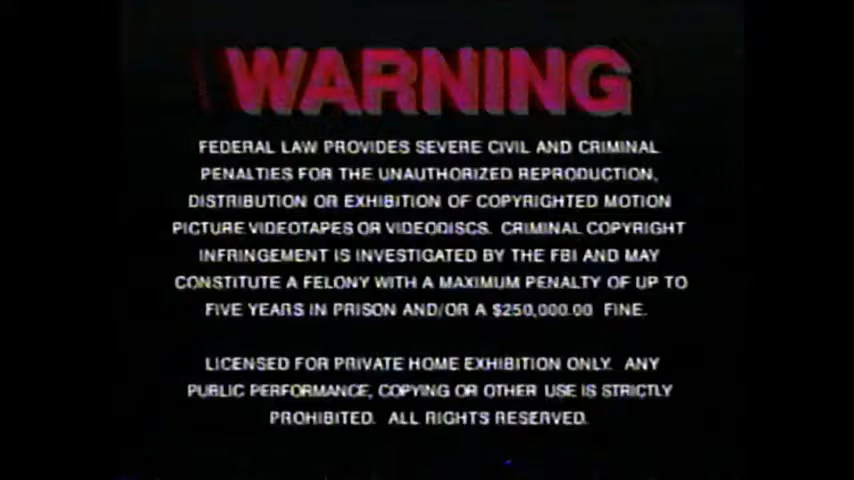 WARNING
FEDERAL LAW PROVIDES SEVERE CIVIL AND CRIMINAL
PENALTIES FOR THE UNAUTHORIZED REPRODUCTION,
DISTRIBUTION OR EXHIBITION OF COPYRIGHTED MOTION
PICTURE VIDEOTAPES OR VIDEODISCS. CRIMINAL COPYRIGHT
INFRINGEMENT IS INVESTIGATED BY THE FBI AND MAY
CONSTITUTE A FELONY WITH A MAXIMUM PENALTY OF UP TO
FIVE YEARS IN PRISON AND/OR A $250,000.00 FINE.
LICENSED FOR PRIVATE HOME EXHIBITION ONLY. ANY
PUBLIC PERFORMANCE, COPYING OR OTHER USE IS STRICTLY
PROHIBITED. ALL RIGHTS RESERVED.